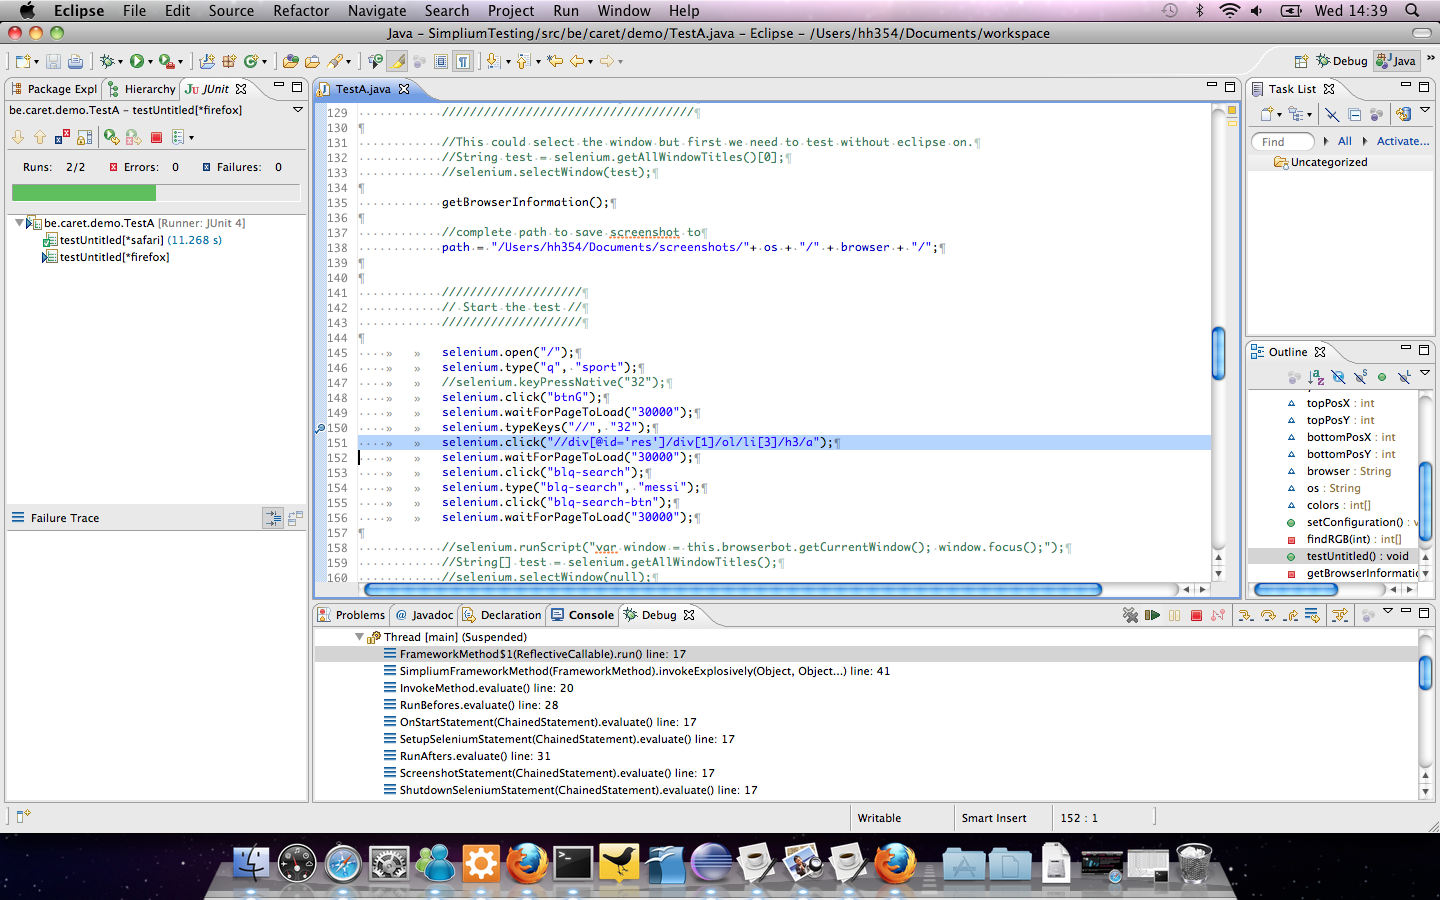 Eclipse File Edit Source Refactor Navigate Search Project Run Window Help Wed 14:39
Java – SimpliumTesting/src/be/caret/demo/TestA.java – Eclipse – /Users/hh354/Documents/workspace
Debug Java
Package Expl Hierarchy JUnit
be.caret.demo.TestA – testUntitled[*firefox]
Runs: 2/2 Errors: 0 Failures: 0
be.caret.demo.TestA [Runner: JUnit 4]
testUntitled[*safari] (11.268 s)
testUntitled[*firefox]
Failure Trace
TestA.java
129 ////////////////////////////////////¶
130 ¶
131 //This could select the window but first we need to test without eclipse on.¶
132 //String test = selenium.getAllWindowTitles()[0];¶
133 //selenium.selectWindow(test);¶
134 ¶
135 getBrowserInformation();¶
136 ¶
137 //complete path to save screenshot to¶
138 path = "/Users/hh354/Documents/screenshots/"+ os + "/" + browser + "/";¶
139 ¶
140 ¶
141 ////////////////////¶
142 // Start the test //¶
143 ////////////////////¶
144 ¶
145 selenium.open("/");¶
146 selenium.type("q", "sport");¶
147 //selenium.keyPressNative("32");¶
148 selenium.click("btnG");¶
149 selenium.waitForPageToLoad("30000");¶
150 selenium.typeKeys("//", "32");¶
151 selenium.click("//div[@id='res']/div[1]/ol/li[3]/h3/a");¶
152 selenium.waitForPageToLoad("30000");¶
153 selenium.click("blq-search");¶
154 selenium.type("blq-search", "messi");¶
155 selenium.click("blq-search-btn");¶
156 selenium.waitForPageToLoad("30000");¶
157 ¶
158 //selenium.runScript("var window = this.browserbot.getCurrentWindow(); window.focus();");¶
159 //String[] test = selenium.getAllWindowTitles();¶
160 //selenium.selectWindow(null);¶
Task List
Find All Activate...
Uncategorized
Outline
topPosX : int
topPosY : int
bottomPosX : int
bottomPosY : int
browser : String
os : String
colors : int[]
setConfiguration() : v
findRGB(int) : int[]
testUntitled() : void
getBrowserInformatic
Problems @ Javadoc Declaration Console Debug
Thread [main] (Suspended)
FrameworkMethod$1(ReflectiveCallable).run() line: 17
SimpliumFrameworkMethod(FrameworkMethod).invokeExplosively(Object, Object...) line: 41
InvokeMethod.evaluate() line: 20
RunBefores.evaluate() line: 28
OnStartStatement(ChainedStatement).evaluate() line: 17
SetupSeleniumStatement(ChainedStatement).evaluate() line: 17
RunAfters.evaluate() line: 31
ScreenshotStatement(ChainedStatement).evaluate() line: 17
ShutdownSeleniumStatement(ChainedStatement).evaluate() line: 17
Writable Smart Insert 152 : 1